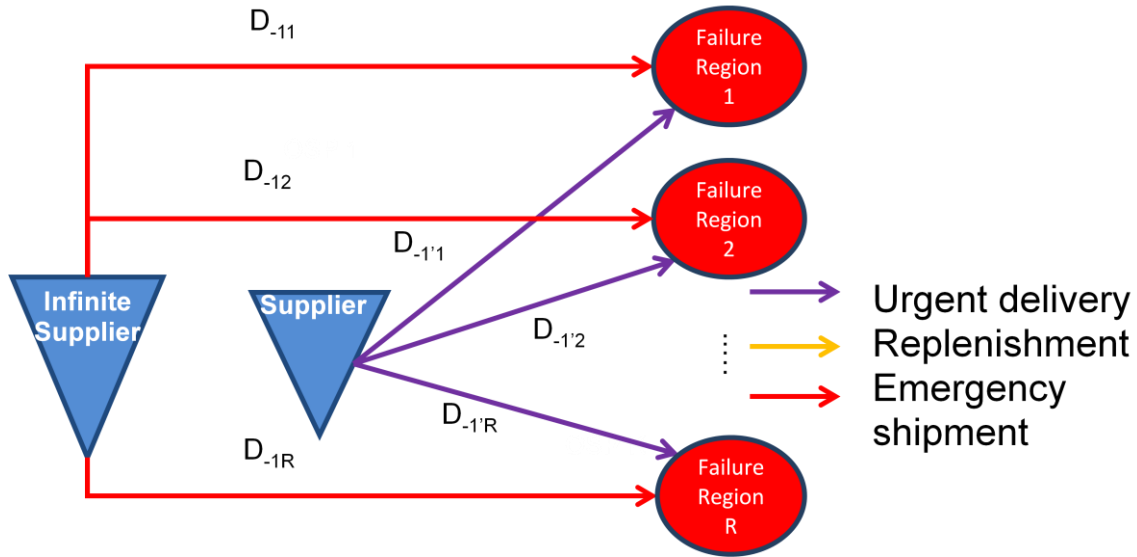 D-11
Failure
Region
1
D-12
Failure
Region
2
D-1'1
Infinite
Supplier
Supplier
D-1'2
D-1'R
D-1R
Failure
Region
R
Urgent delivery
Replenishment
Emergency
shipment